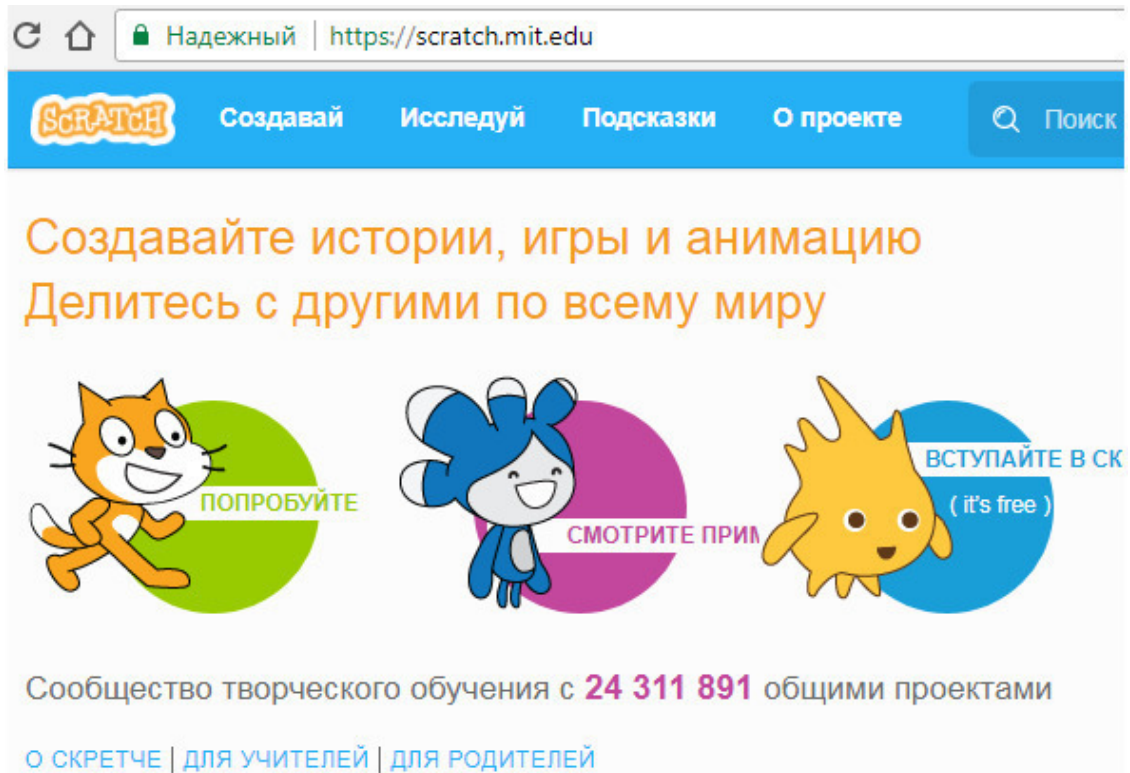 Надежный | https://scratch.mit.edu
SCRATCH Создавай Исследуй Подсказки О проекте Поиск
Создавайте истории, игры и анимацию
Делитесь с другими по всему миру
ПОПРОБУЙТЕ
СМОТРИТЕ ПРИМ
ВСТУПАЙТЕ В СК
( it's free )
Сообщество творческого обучения с 24 311 891 общими проектами
О СКРЕТЧЕ | ДЛЯ УЧИТЕЛЕЙ | ДЛЯ РОДИТЕЛЕЙ